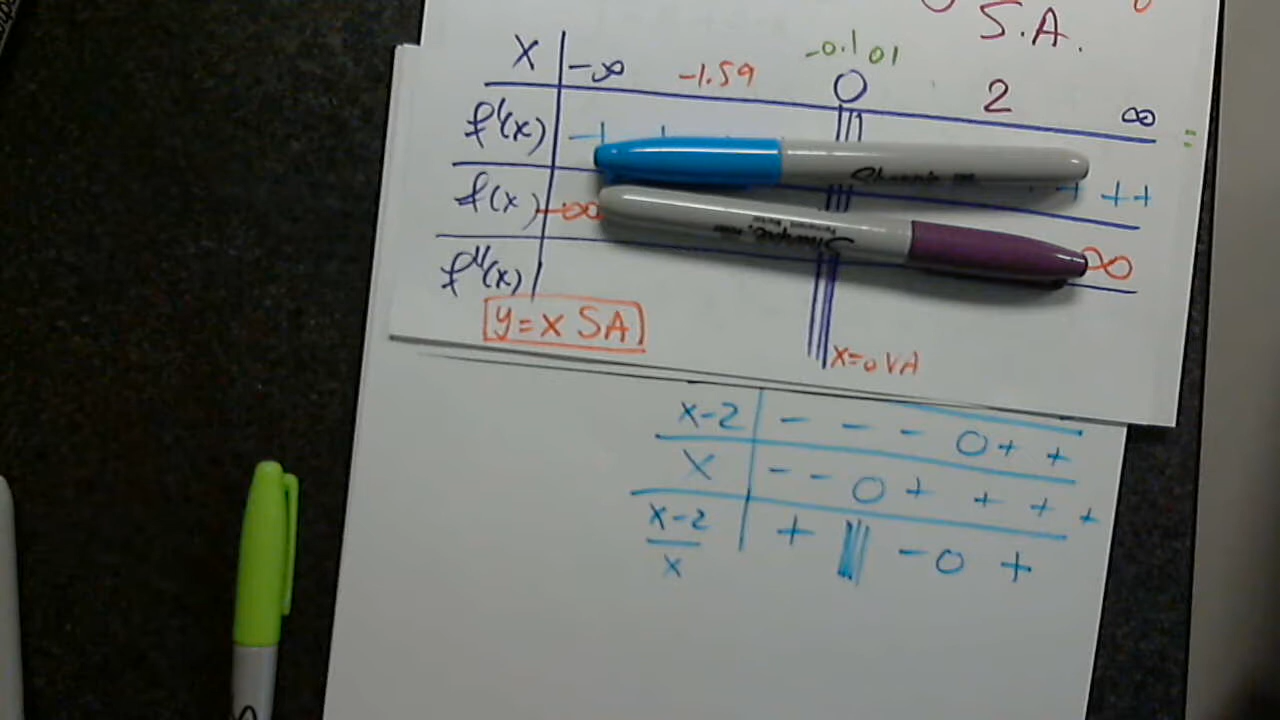 S.A.
x -∞ -1.59 -0.1 0 01 2 ∞
f'(x) + + + ++
f(x) -∞ ∞
f''(x)
y=x SA
x=0 VA
x-2 - - - 0 + +
x - - 0 + + + +
x-2 + - 0 +
x